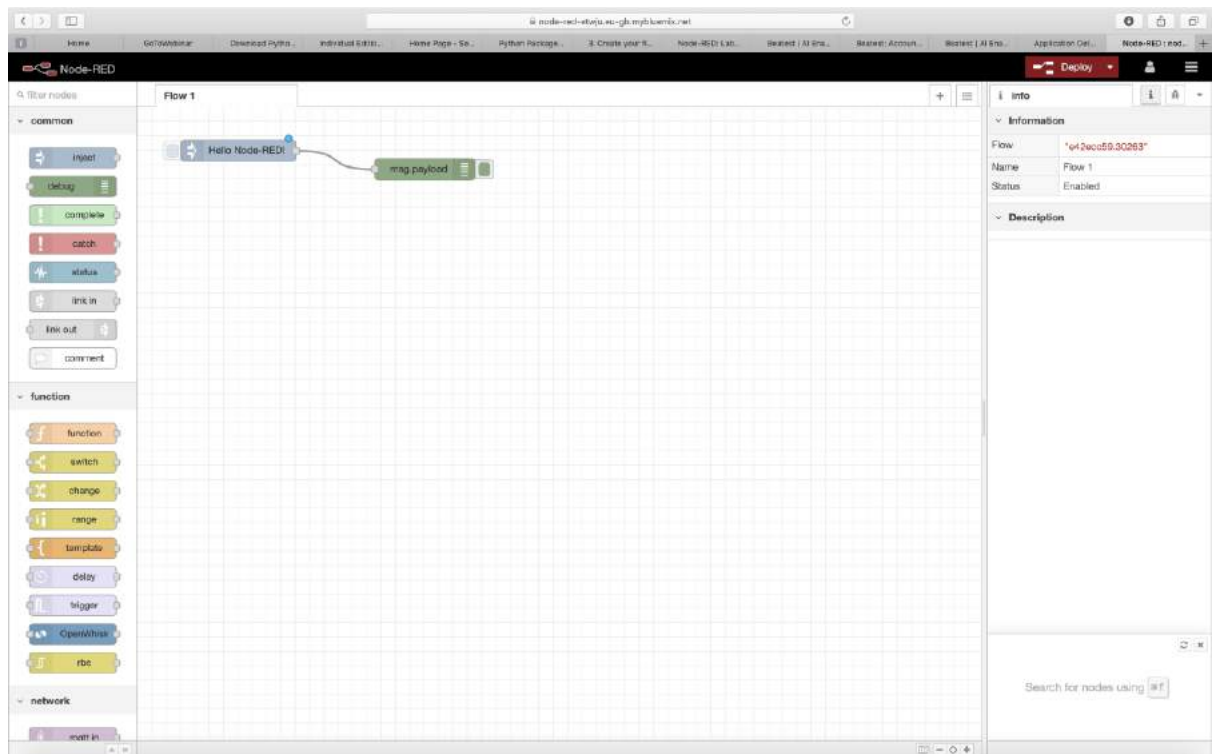 node-red-etwju.eu-gb.mybluemix.net
Home
GoToWebinar
Download Pytho...
Individual Editi...
Home Page - Se...
Python Package...
3. Create your fl...
Node-RED Lab...
Application Det...
Node-RED : nod...
Node-RED
Deploy
filter nodes
Flow 1
info
common
Information
inject
Hello Node-RED!
Flow
msg.payload
Name
Flow 1
debug
Status
Enabled
complete
Description
catch
status
link in
link out
comment
function
function
switch
change
range
template
delay
trigger
OpenWhisk
rbe
Search for nodes using
network
mqtt in